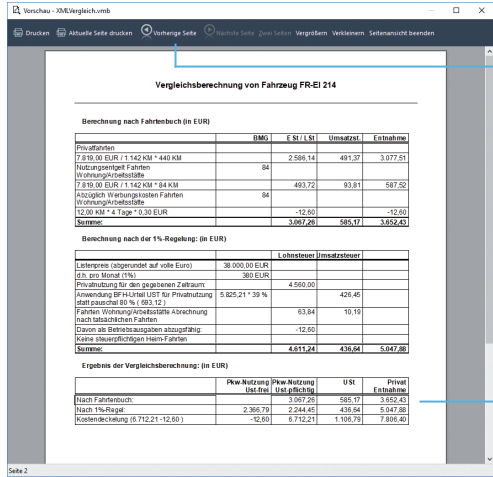 Vorschau - XMLVergleich.vmb
Drucken Aktuelle Seite drucken Vorherige Seite Nächste Seite Zwei Seiten Vergrößern Verkleinern Seitenansicht beenden
Vergleichsberechnung von Fahrzeug FR-EI 214
Berechnung nach Fahrtenbuch (in EUR)
BMG E St / LSt Umsatzst. Entnahme
Privatfahrten
7.819,00 EUR / 1.142 KM * 440 KM 2.586,14 491,37 3.077,51
Nutzungsentgelt Fahrten 84
Wohnung/Arbeitsstätte
7.819,00 EUR / 1.142 KM * 84 KM 493,72 93,81 587,52
Abzüglich Werbungskosten Fahrten 84
Wohnung/Arbeitsstätte
12,00 KM * 4 Tage * 0,30 EUR -12,60 -12,60
Summe: 3.067,26 585,17 3.652,43
Berechnung nach der 1%-Regelung: (in EUR)
Lohnsteuer Umsatzsteuer
Listenpreis (abgerundet auf volle Euro) 38.000,00 EUR
d.h. pro Monat (1%) 380 EUR
Privatnutzung für den gegebenen Zeitraum: 4.560,00
Anwendung BFH-Urteil UST für Privatnutzung 5.825,21 * 39 % 426,45
statt pauschal 80 % ( 693,12 )
Fahrten Wohnung/Arbeitsstätte Abrechnung 63,84 10,19
nach tatsächlichen Fahrten
Davon als Betriebsausgaben abzugsfähig: -12,60
Keine steuerpflichtigen Heim-Fahrten
Summe: 4.611,24 436,64 5.047,88
Ergebnis der Vergleichsberechnung: (in EUR)
Pkw-Nutzung Pkw-Nutzung U St Privat
Ust-frei Ust-pflichtig Entnahme
Nach Fahrtenbuch: 3.067,26 585,17 3.652,43
Nach 1%-Regel: 2.366,79 2.244,45 436,64 5.047,88
Kostendeckelung (6.712,21 -12,60 ) -12,60 6.712,21 1.106,79 7.806,40
Seite 2